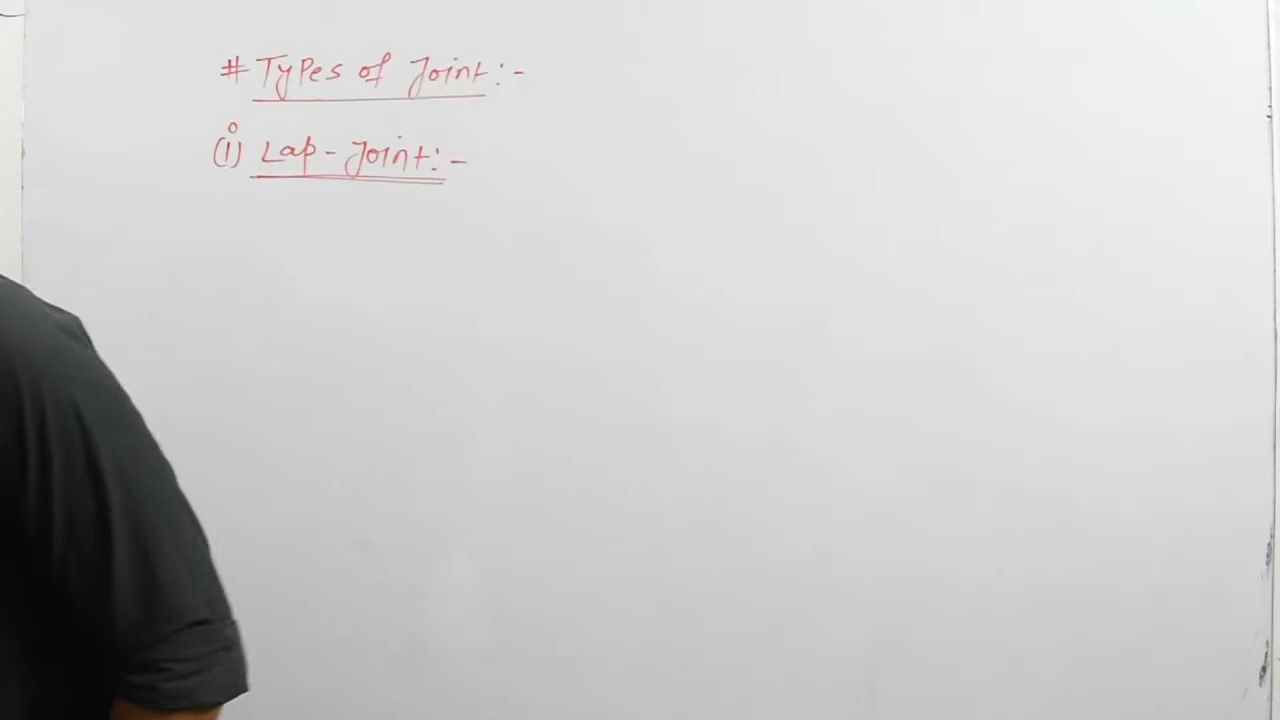 # Types of Joint:-
(i) Lap-Joint:-